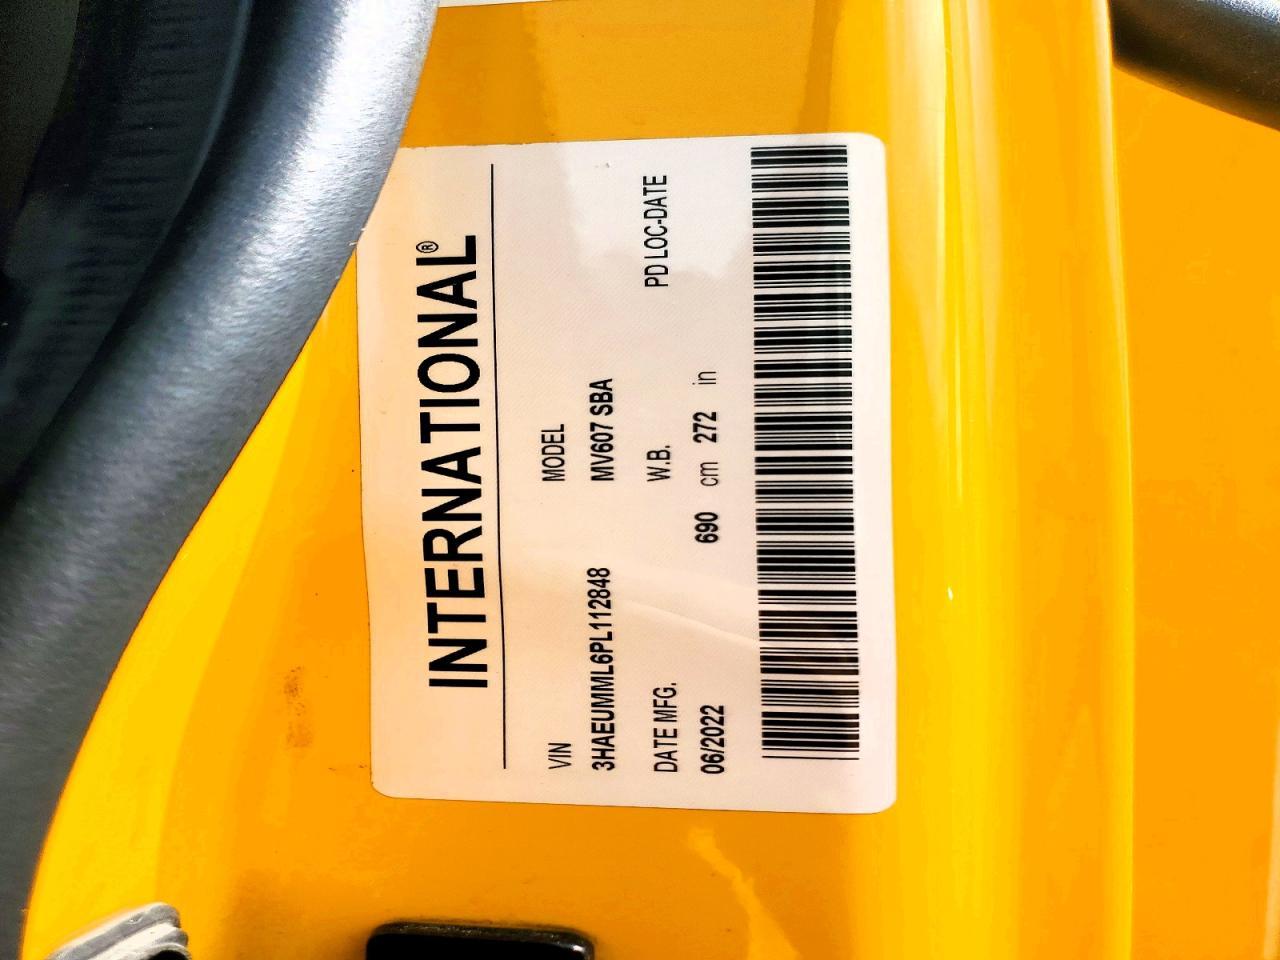 INTERNATIONAL®
VIN MODEL
3HAEUMML6PL112848 MV607 SBA
DATE MFG. W.B. PD LOC-DATE
06/2022 690 cm 272 in